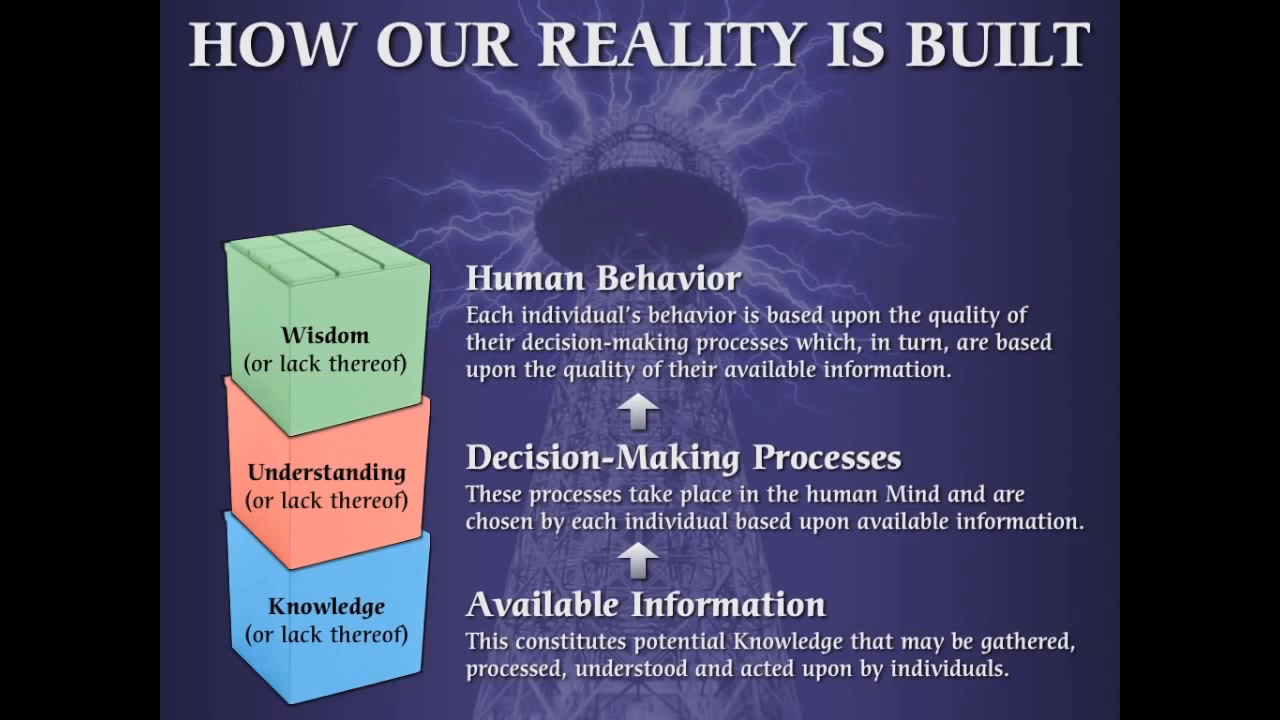 HOW OUR REALITY IS BUILT
Wisdom
(or lack thereof)
Understanding
(or lack thereof)
Knowledge
(or lack thereof)
Human Behavior
Each individual's behavior is based upon the quality of
their decision-making processes which, in turn, are based
upon the quality of their available information.
Decision-Making Processes
These processes take place in the human Mind and are
chosen by each individual based upon available information.
Available Information
This constitutes potential Knowledge that may be gathered,
processed, understood and acted upon by individuals.